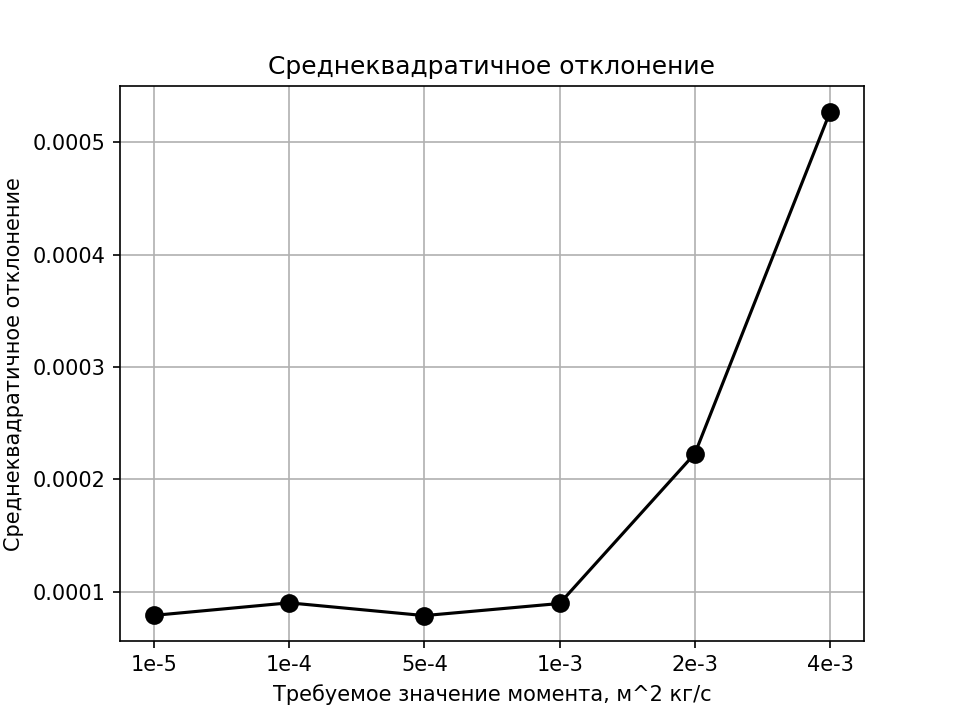 Среднеквадратичное отклонение
Среднеквадратичное отклонение
0.0005
0.0004
0.0003
0.0002
0.0001
1e-5 1e-4 5e-4 1e-3 2e-3 4e-3
Требуемое значение момента, м^2 кг/с